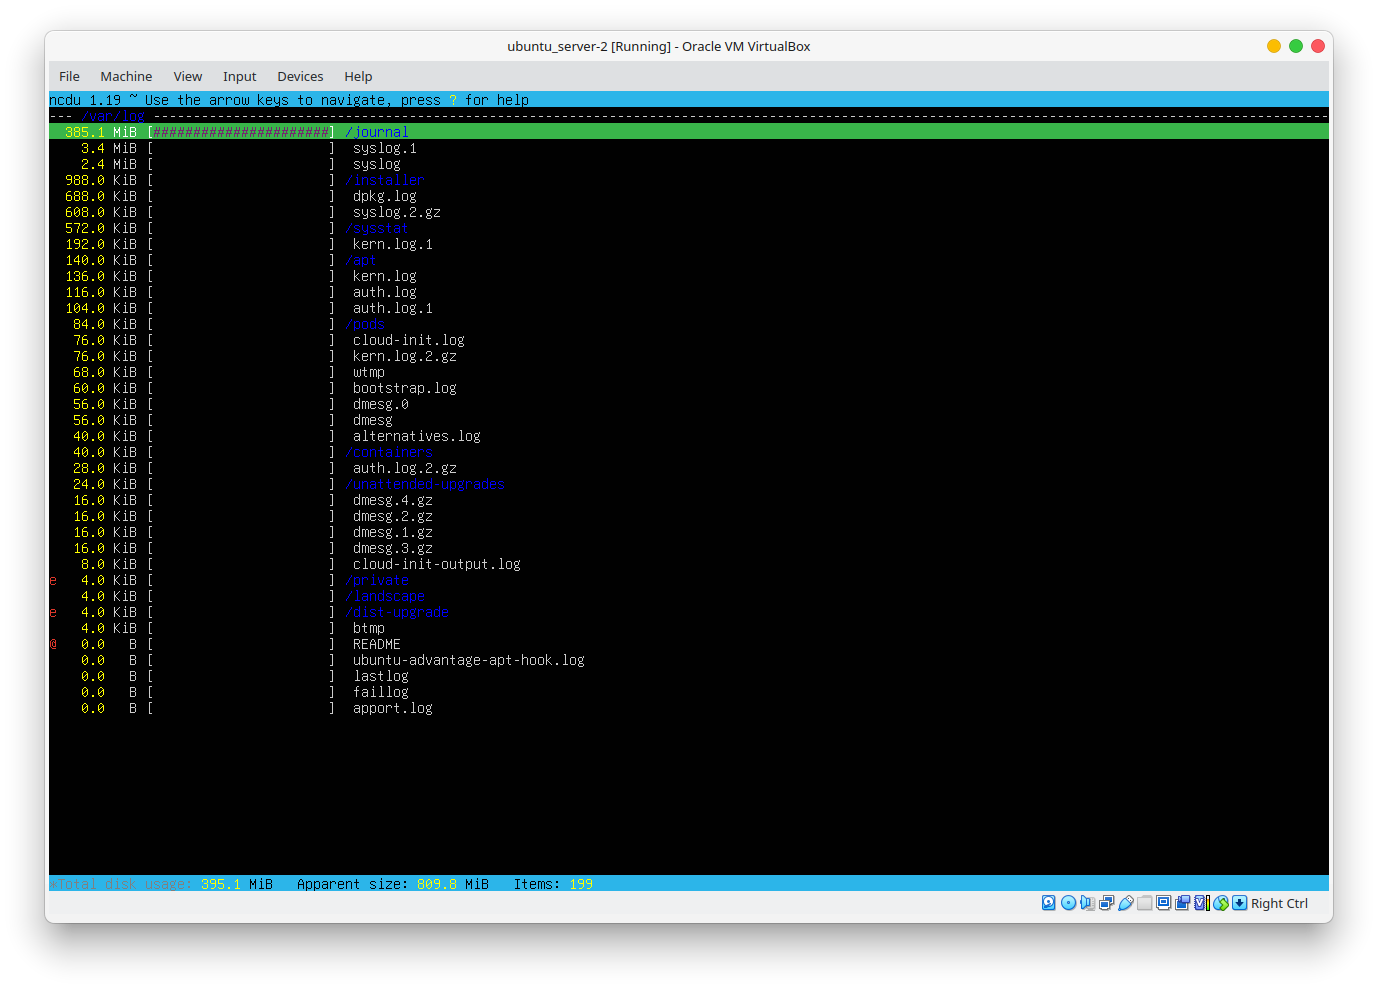 ubuntu_server-2 [Running] - Oracle VM VirtualBox
File Machine View Input Devices Help
ncdu 1.19 ~ Use the arrow keys to navigate, press ? for help
--- /var/log ----------------------------------------------------------------
385.1 MiB [######################] /journal
3.4 MiB [                      ]  syslog.1
2.4 MiB [                      ]  syslog
988.0 KiB [                      ] /installer
688.0 KiB [                      ]  dpkg.log
608.0 KiB [                      ]  syslog.2.gz
572.0 KiB [                      ] /sysstat
192.0 KiB [                      ]  kern.log.1
140.0 KiB [                      ] /apt
136.0 KiB [                      ]  kern.log
116.0 KiB [                      ]  auth.log
104.0 KiB [                      ]  auth.log.1
84.0 KiB [                      ] /pods
76.0 KiB [                      ]  cloud-init.log
76.0 KiB [                      ]  kern.log.2.gz
68.0 KiB [                      ]  wtmp
60.0 KiB [                      ]  bootstrap.log
56.0 KiB [                      ]  dmesg.0
56.0 KiB [                      ]  dmesg
40.0 KiB [                      ]  alternatives.log
40.0 KiB [                      ] /containers
28.0 KiB [                      ]  auth.log.2.gz
24.0 KiB [                      ] /unattended-upgrades
16.0 KiB [                      ]  dmesg.4.gz
16.0 KiB [                      ]  dmesg.2.gz
16.0 KiB [                      ]  dmesg.1.gz
16.0 KiB [                      ]  dmesg.3.gz
8.0 KiB [                      ]  cloud-init-output.log
e 4.0 KiB [                      ] /private
4.0 KiB [                      ] /landscape
e 4.0 KiB [                      ] /dist-upgrade
4.0 KiB [                      ]  btmp
@ 0.0 B [                      ]  README
0.0 B [                      ]  ubuntu-advantage-apt-hook.log
0.0 B [                      ]  lastlog
0.0 B [                      ]  faillog
0.0 B [                      ]  apport.log
*Total disk usage: 395.1 MiB Apparent size: 809.8 MiB Items: 199
Right Ctrl